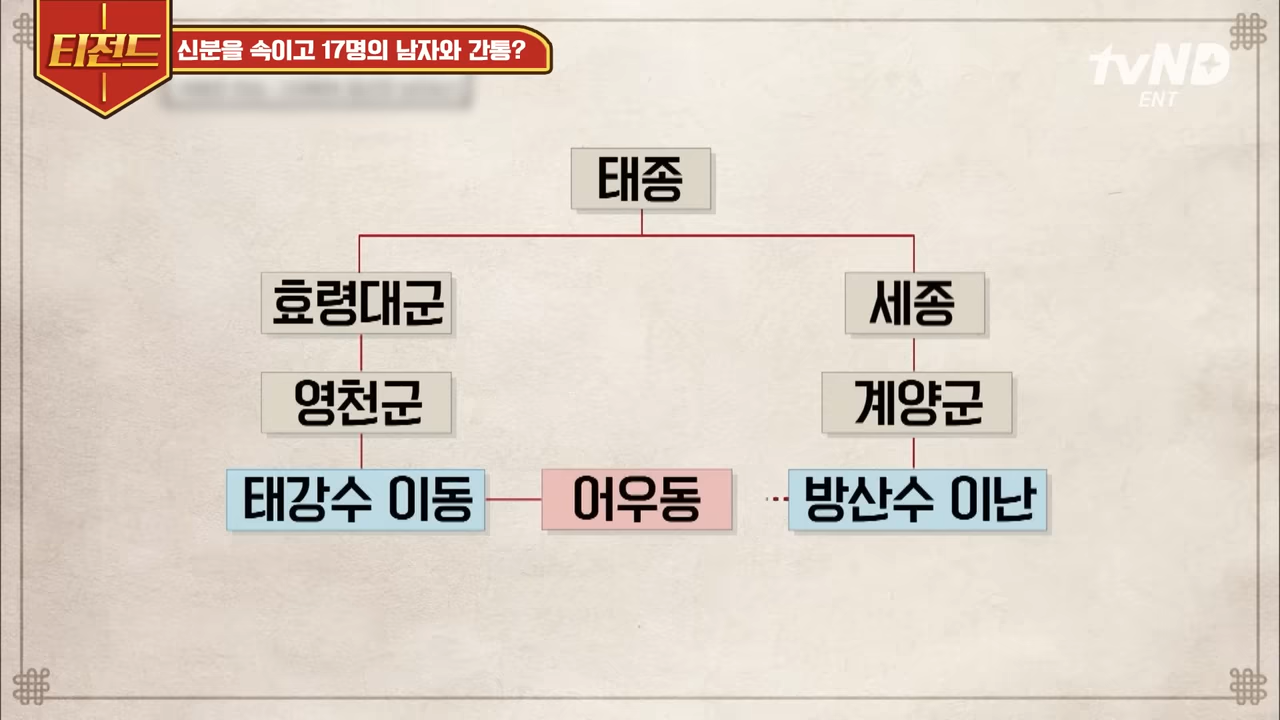 티전드
신분을 속이고 17명의 남자와 간통?
tvND
ENT
태종
효령대군
세종
영천군
계양군
태강수 이동
어우동
방산수 이난